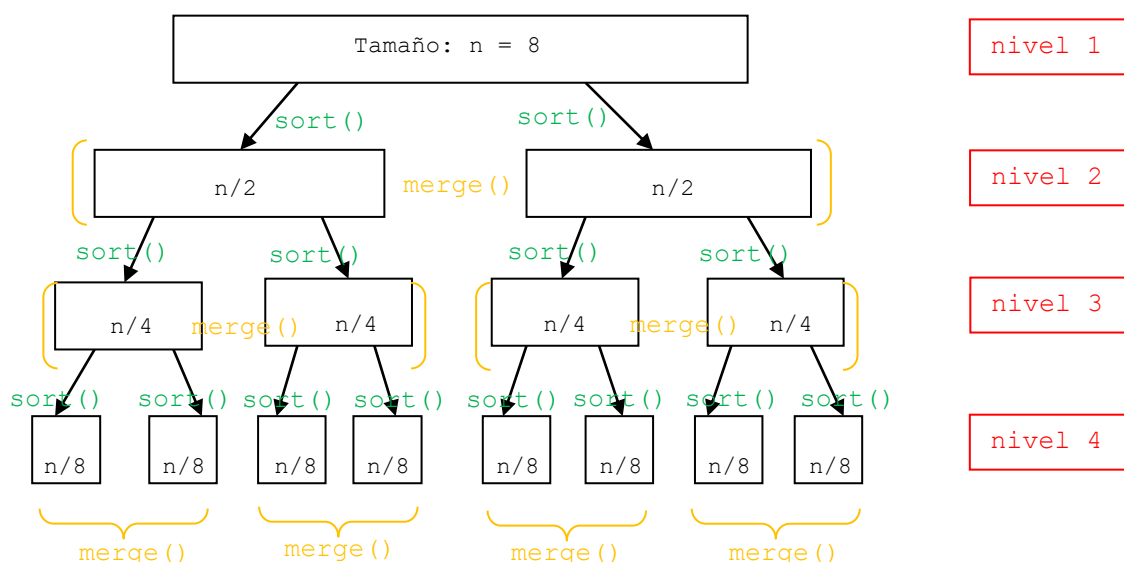 Tamaño: n = 8
nivel 1
sort() sort()
n/2 merge() n/2
nivel 2
sort() sort() sort() sort()
n/4 merge() n/4 n/4 merge() n/4
nivel 3
sort() sort() sort() sort() sort() sort() sort() sort()
n/8 n/8 n/8 n/8 n/8 n/8 n/8 n/8
nivel 4
merge() merge() merge() merge()